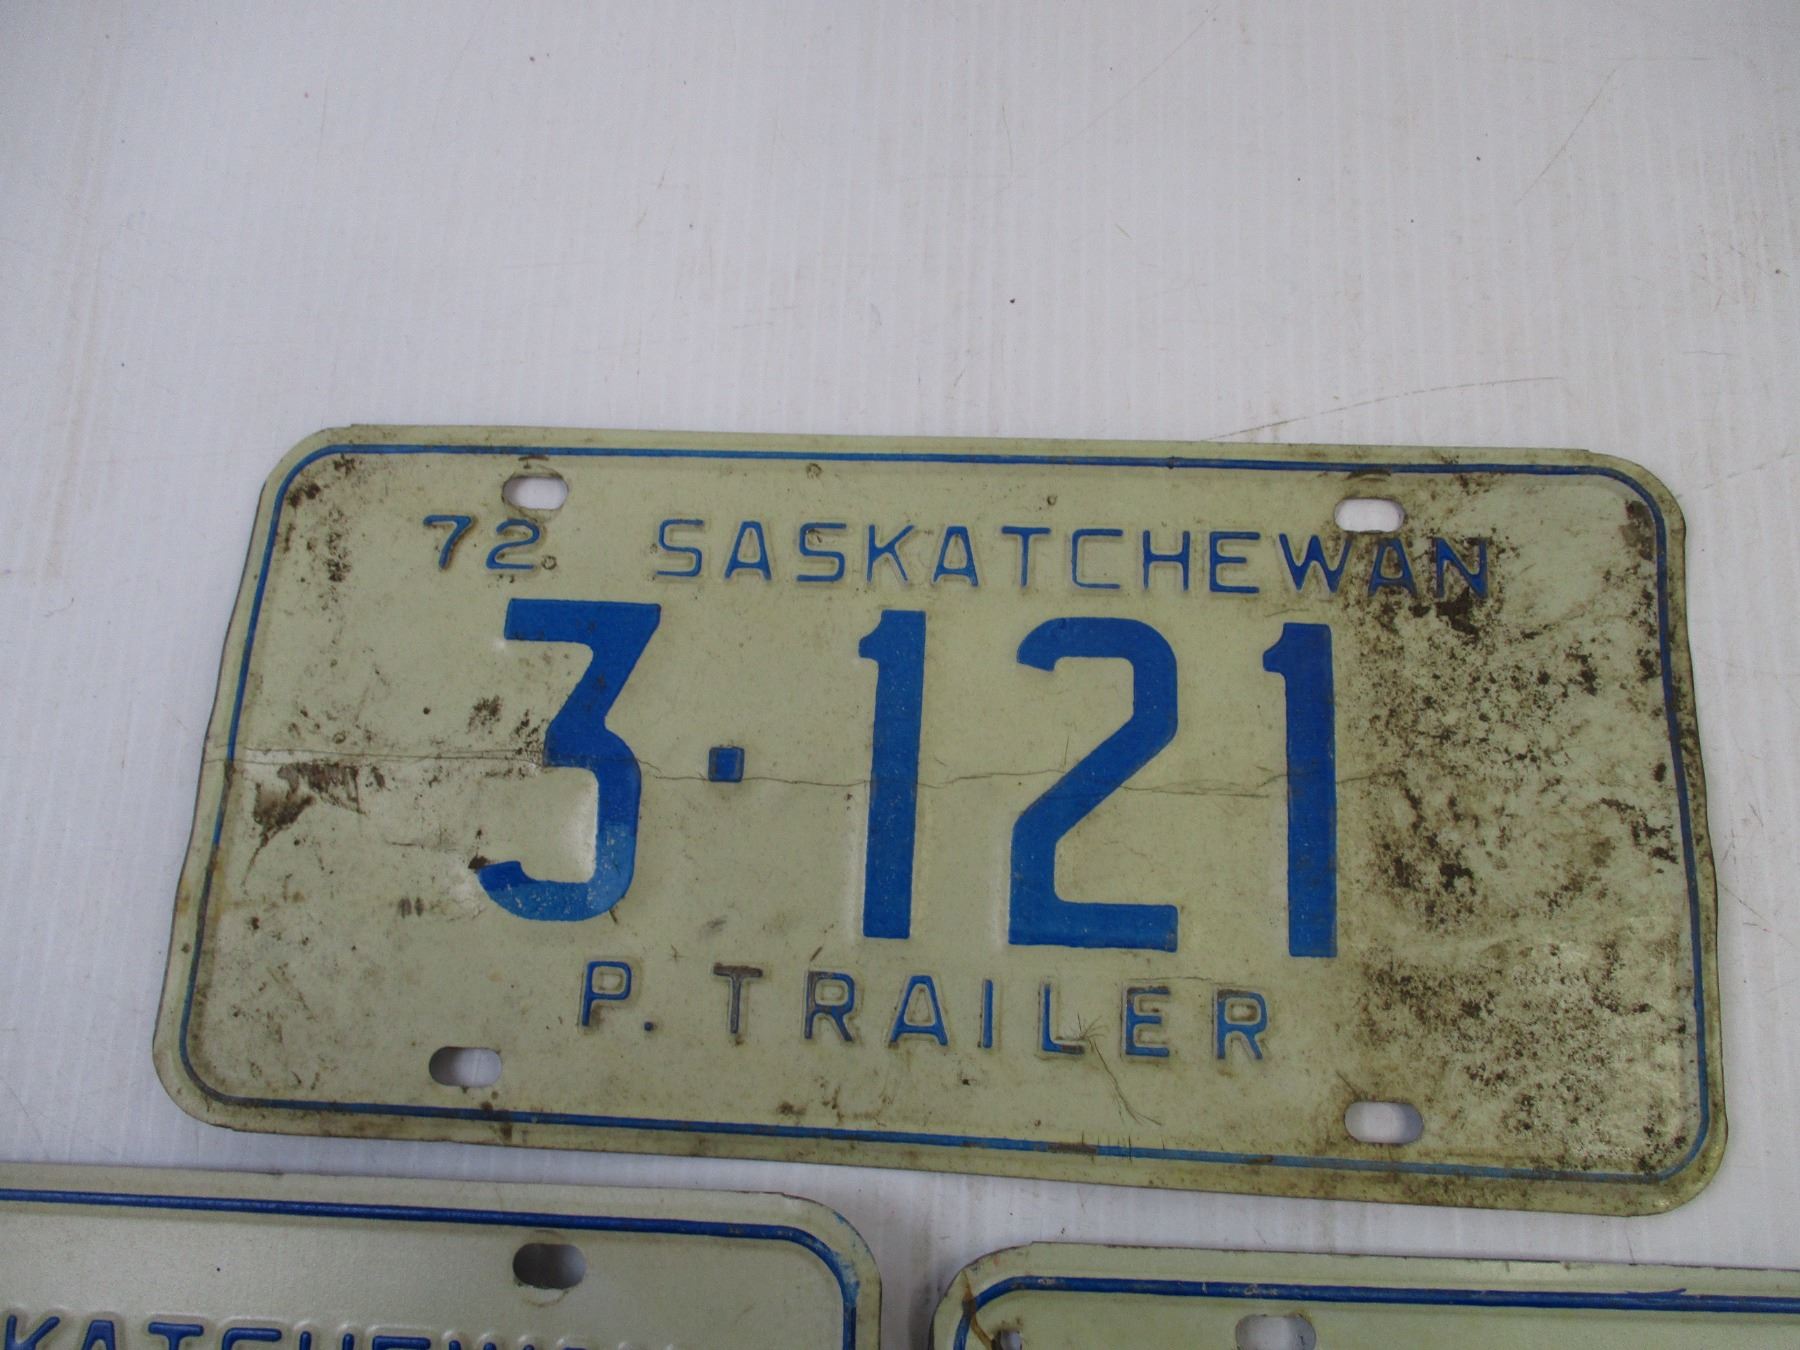 72 SASKATCHEWAN
3·121
P. TRAILER